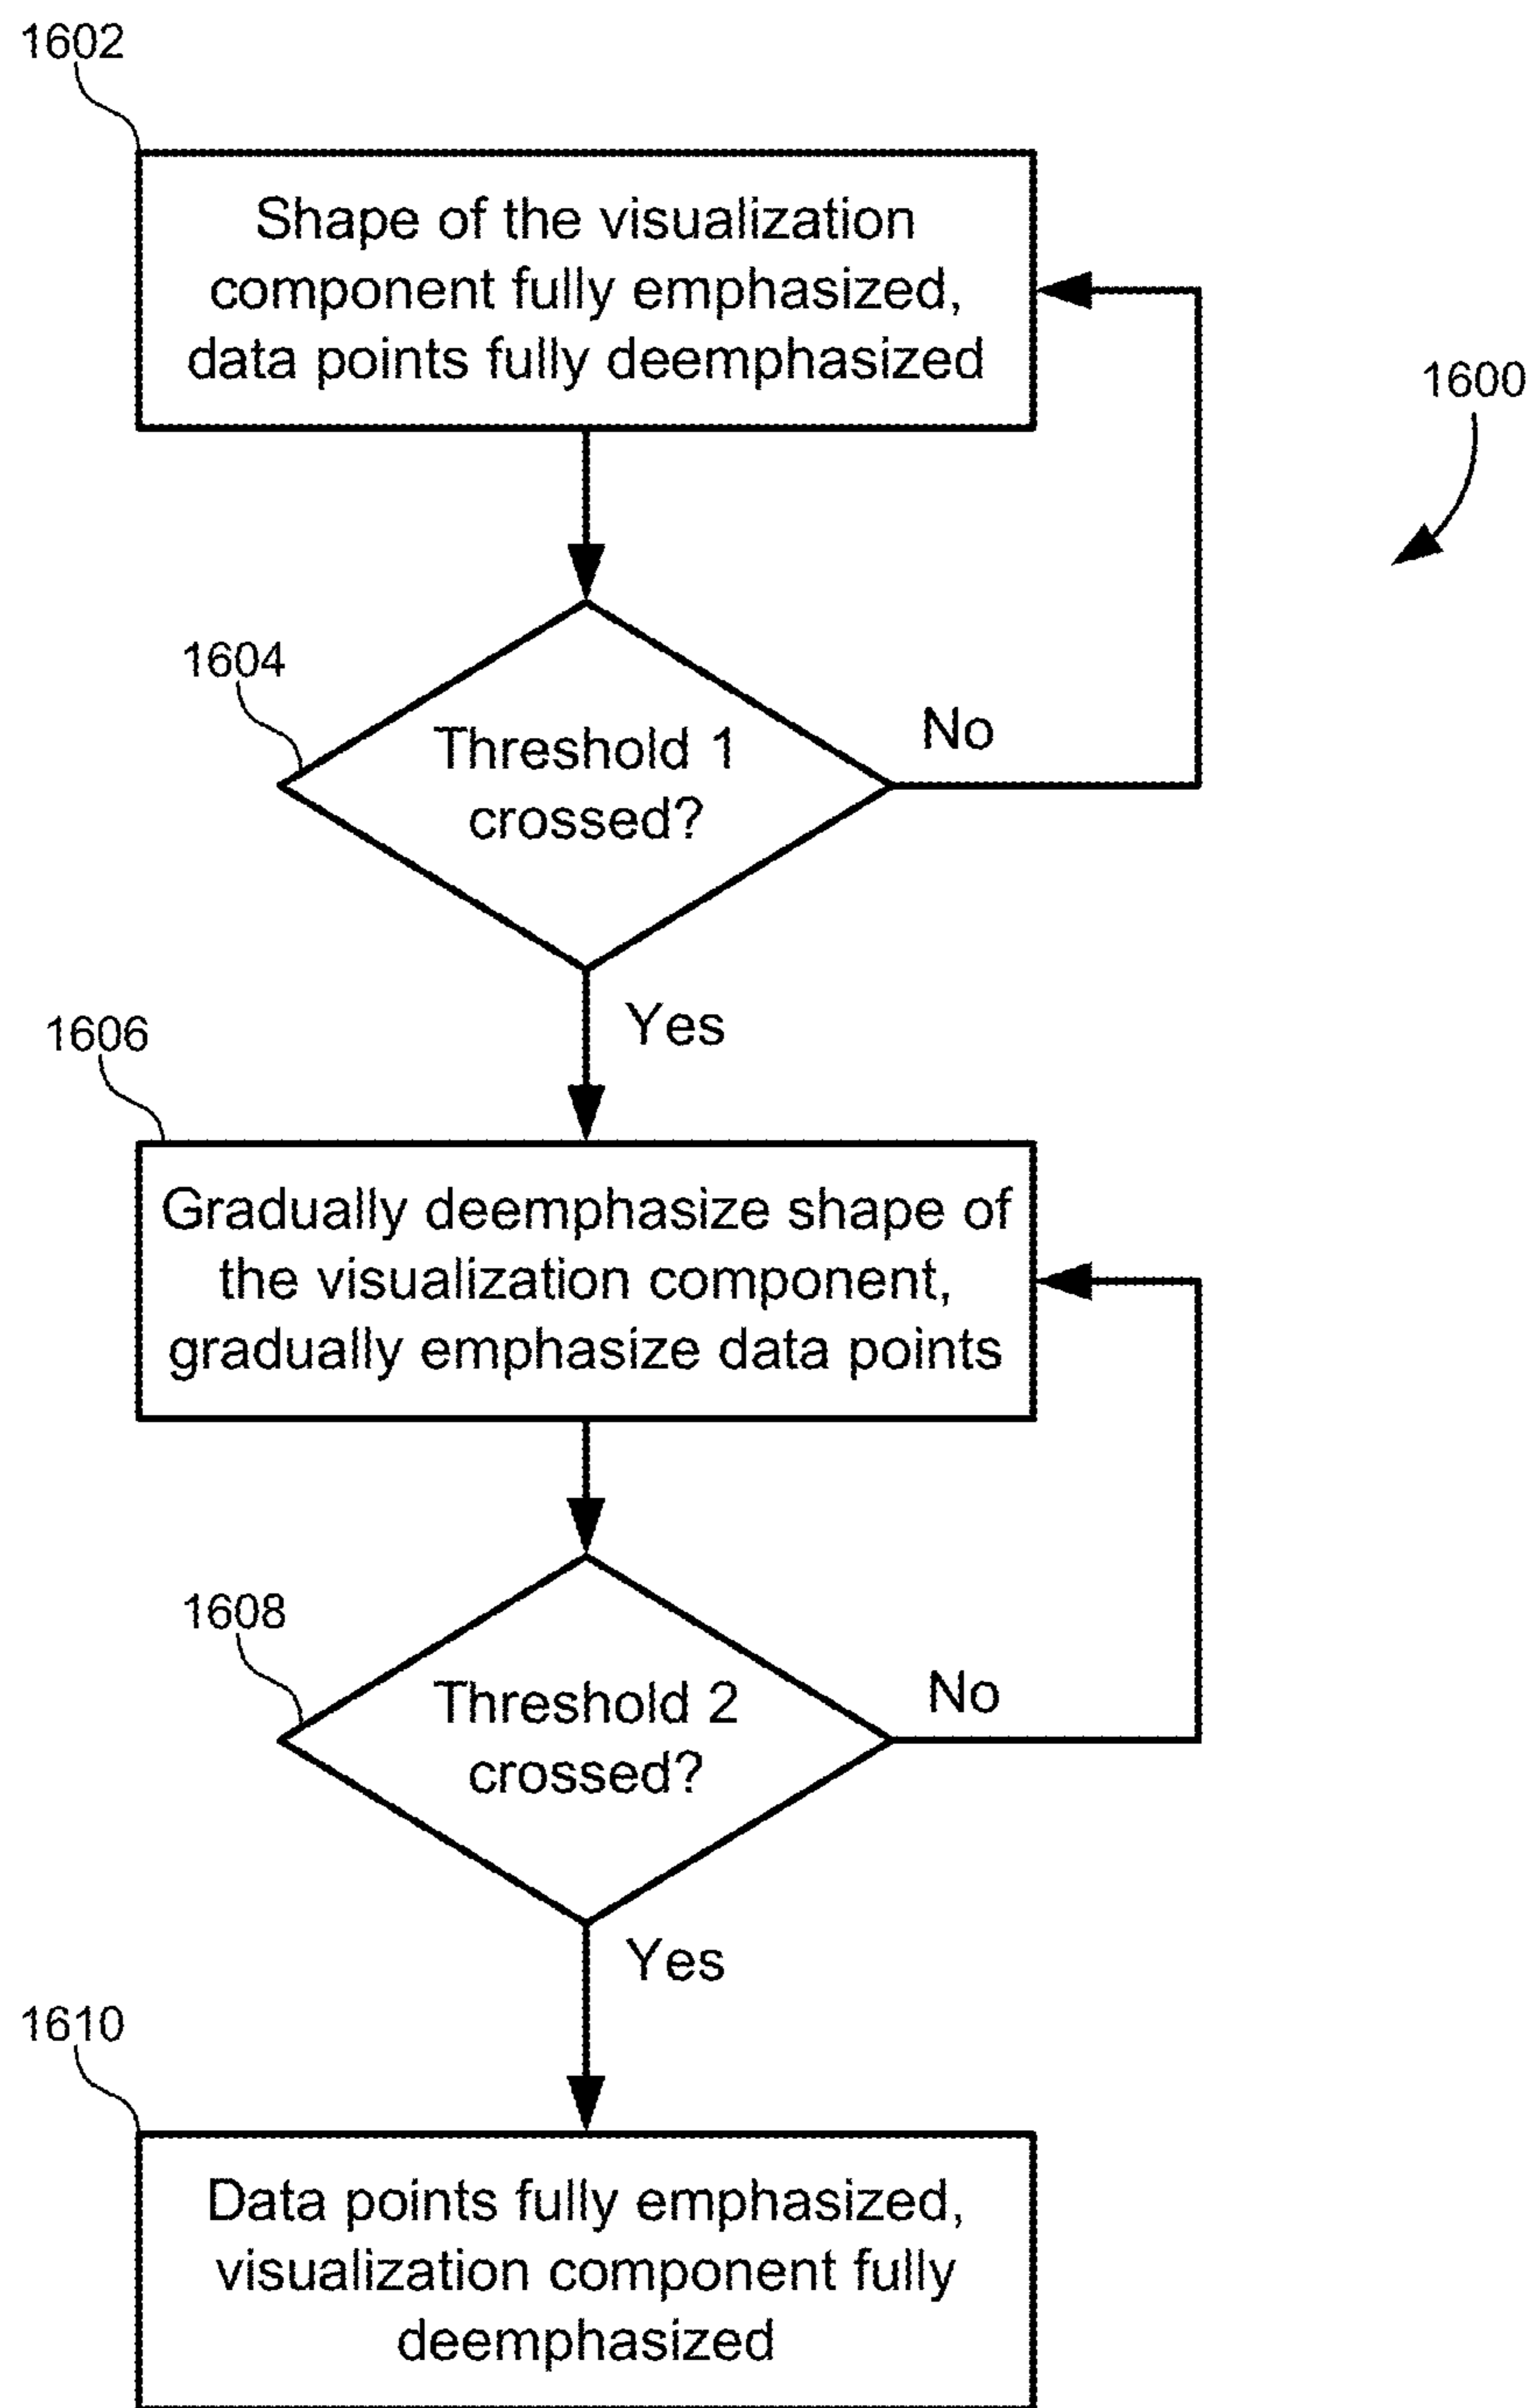 1602
Shape of the visualization
component fully emphasized,
data points fully deemphasized
1600
1604
Threshold 1
crossed?
No
Yes
1606
Gradually deemphasize shape of
the visualization component,
gradually emphasize data points
1608
Threshold 2
crossed?
No
Yes
1610
Data points fully emphasized,
visualization component fully
deemphasized